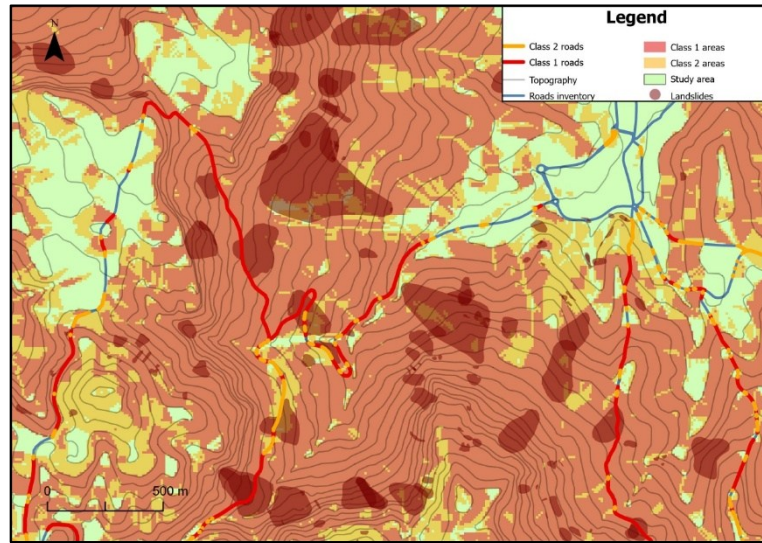 Legend
Class 2 roads
Class 1 roads
Topography
Roads inventory
Class 1 areas
Class 2 areas
Study area
Landslides
N
0 500 m